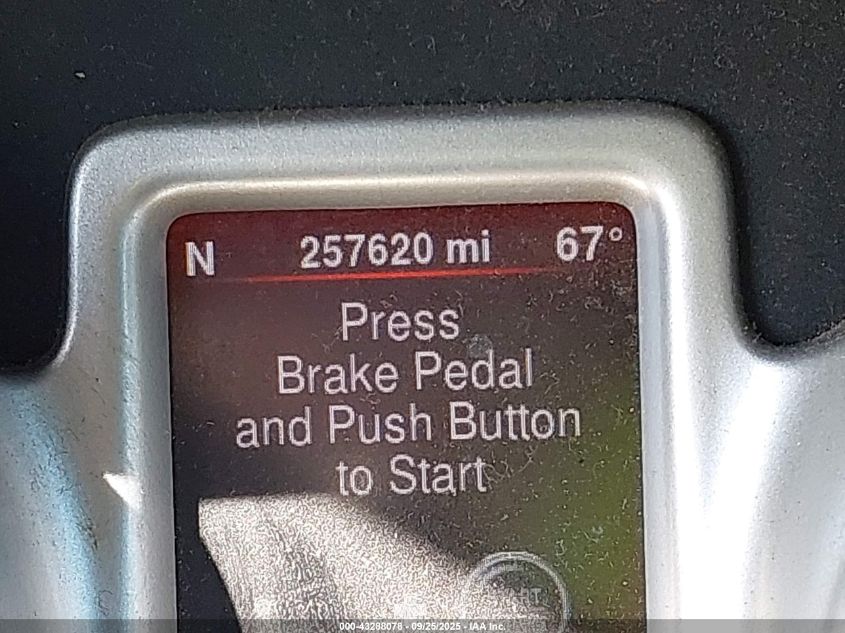 N 257620 mi 67°
Press
Brake Pedal
and Push Button
to Start
000-43288078 - 09/25/2025 - IAA Inc.